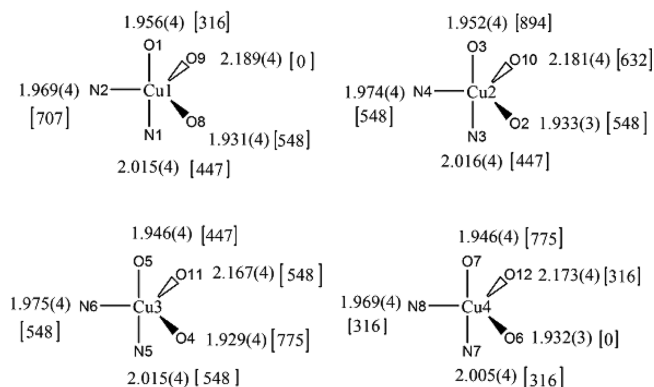 1.956(4) [316]
O1
O9
2.189(4) [0]
1.969(4)
N2
Cu1
[707]
N1
O8
1.931(4) [548]
2.015(4) [447]
1.952(4) [894]
O3
O10
2.181(4) [632]
1.974(4)
N4
Cu2
[548]
N3
O2
1.933(3) [548]
2.016(4) [447]
1.946(4) [447]
O5
O11
2.167(4) [548]
1.975(4)
N6
Cu3
[548]
N5
O4
1.929(4) [775]
2.015(4) [548]
1.946(4) [775]
O7
O12
2.173(4) [316]
1.969(4)
N8
Cu4
[316]
N7
O6
1.932(3) [0]
2.005(4) [316]